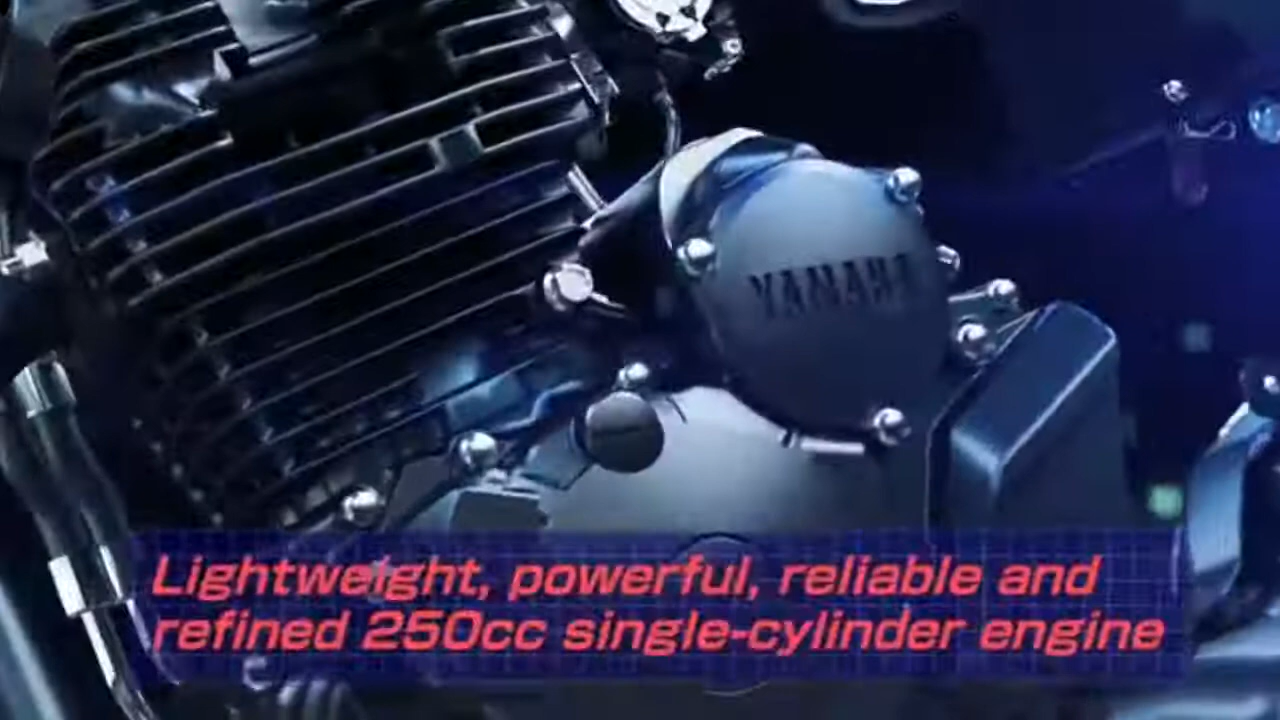 YAMAHA
Lightweight, powerful, reliable and
refined 250cc single-cylinder engine